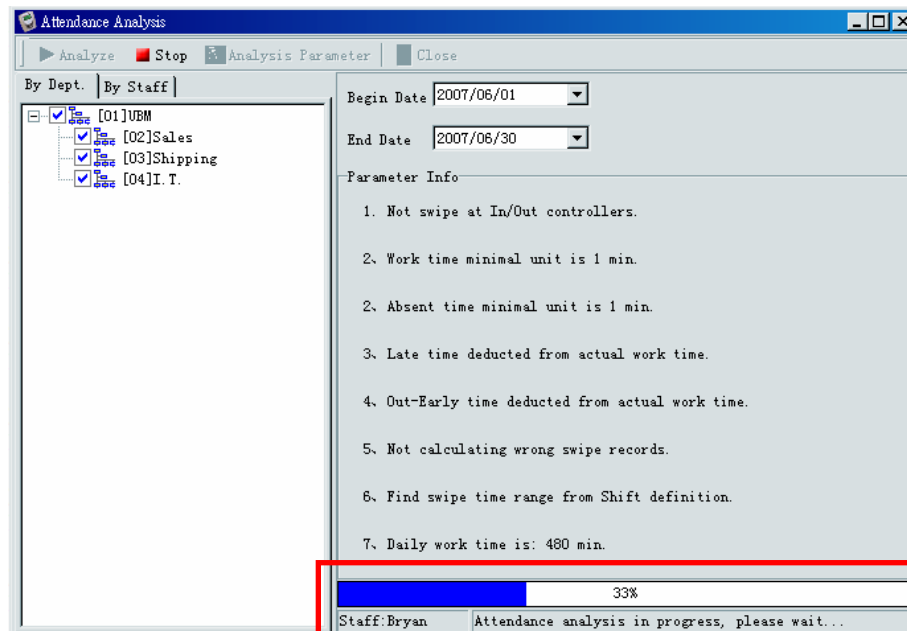 Attendance Analysis
Analyze Stop Analysis Parameter Close
By Dept. By Staff
[01]UBM
[02]Sales
[03]Shipping
[04]I.T.
Begin Date 2007/06/01
End Date 2007/06/30
Parameter Info
1. Not swipe at In/Out controllers.
2、Work time minimal unit is 1 min.
2、Absent time minimal unit is 1 min.
3、Late time deducted from actual work time.
4、Out-Early time deducted from actual work time.
5、Not calculating wrong swipe records.
6、Find swipe time range from Shift definition.
7、Daily work time is: 480 min.
33%
Staff:Bryan Attendance analysis in progress, please wait...